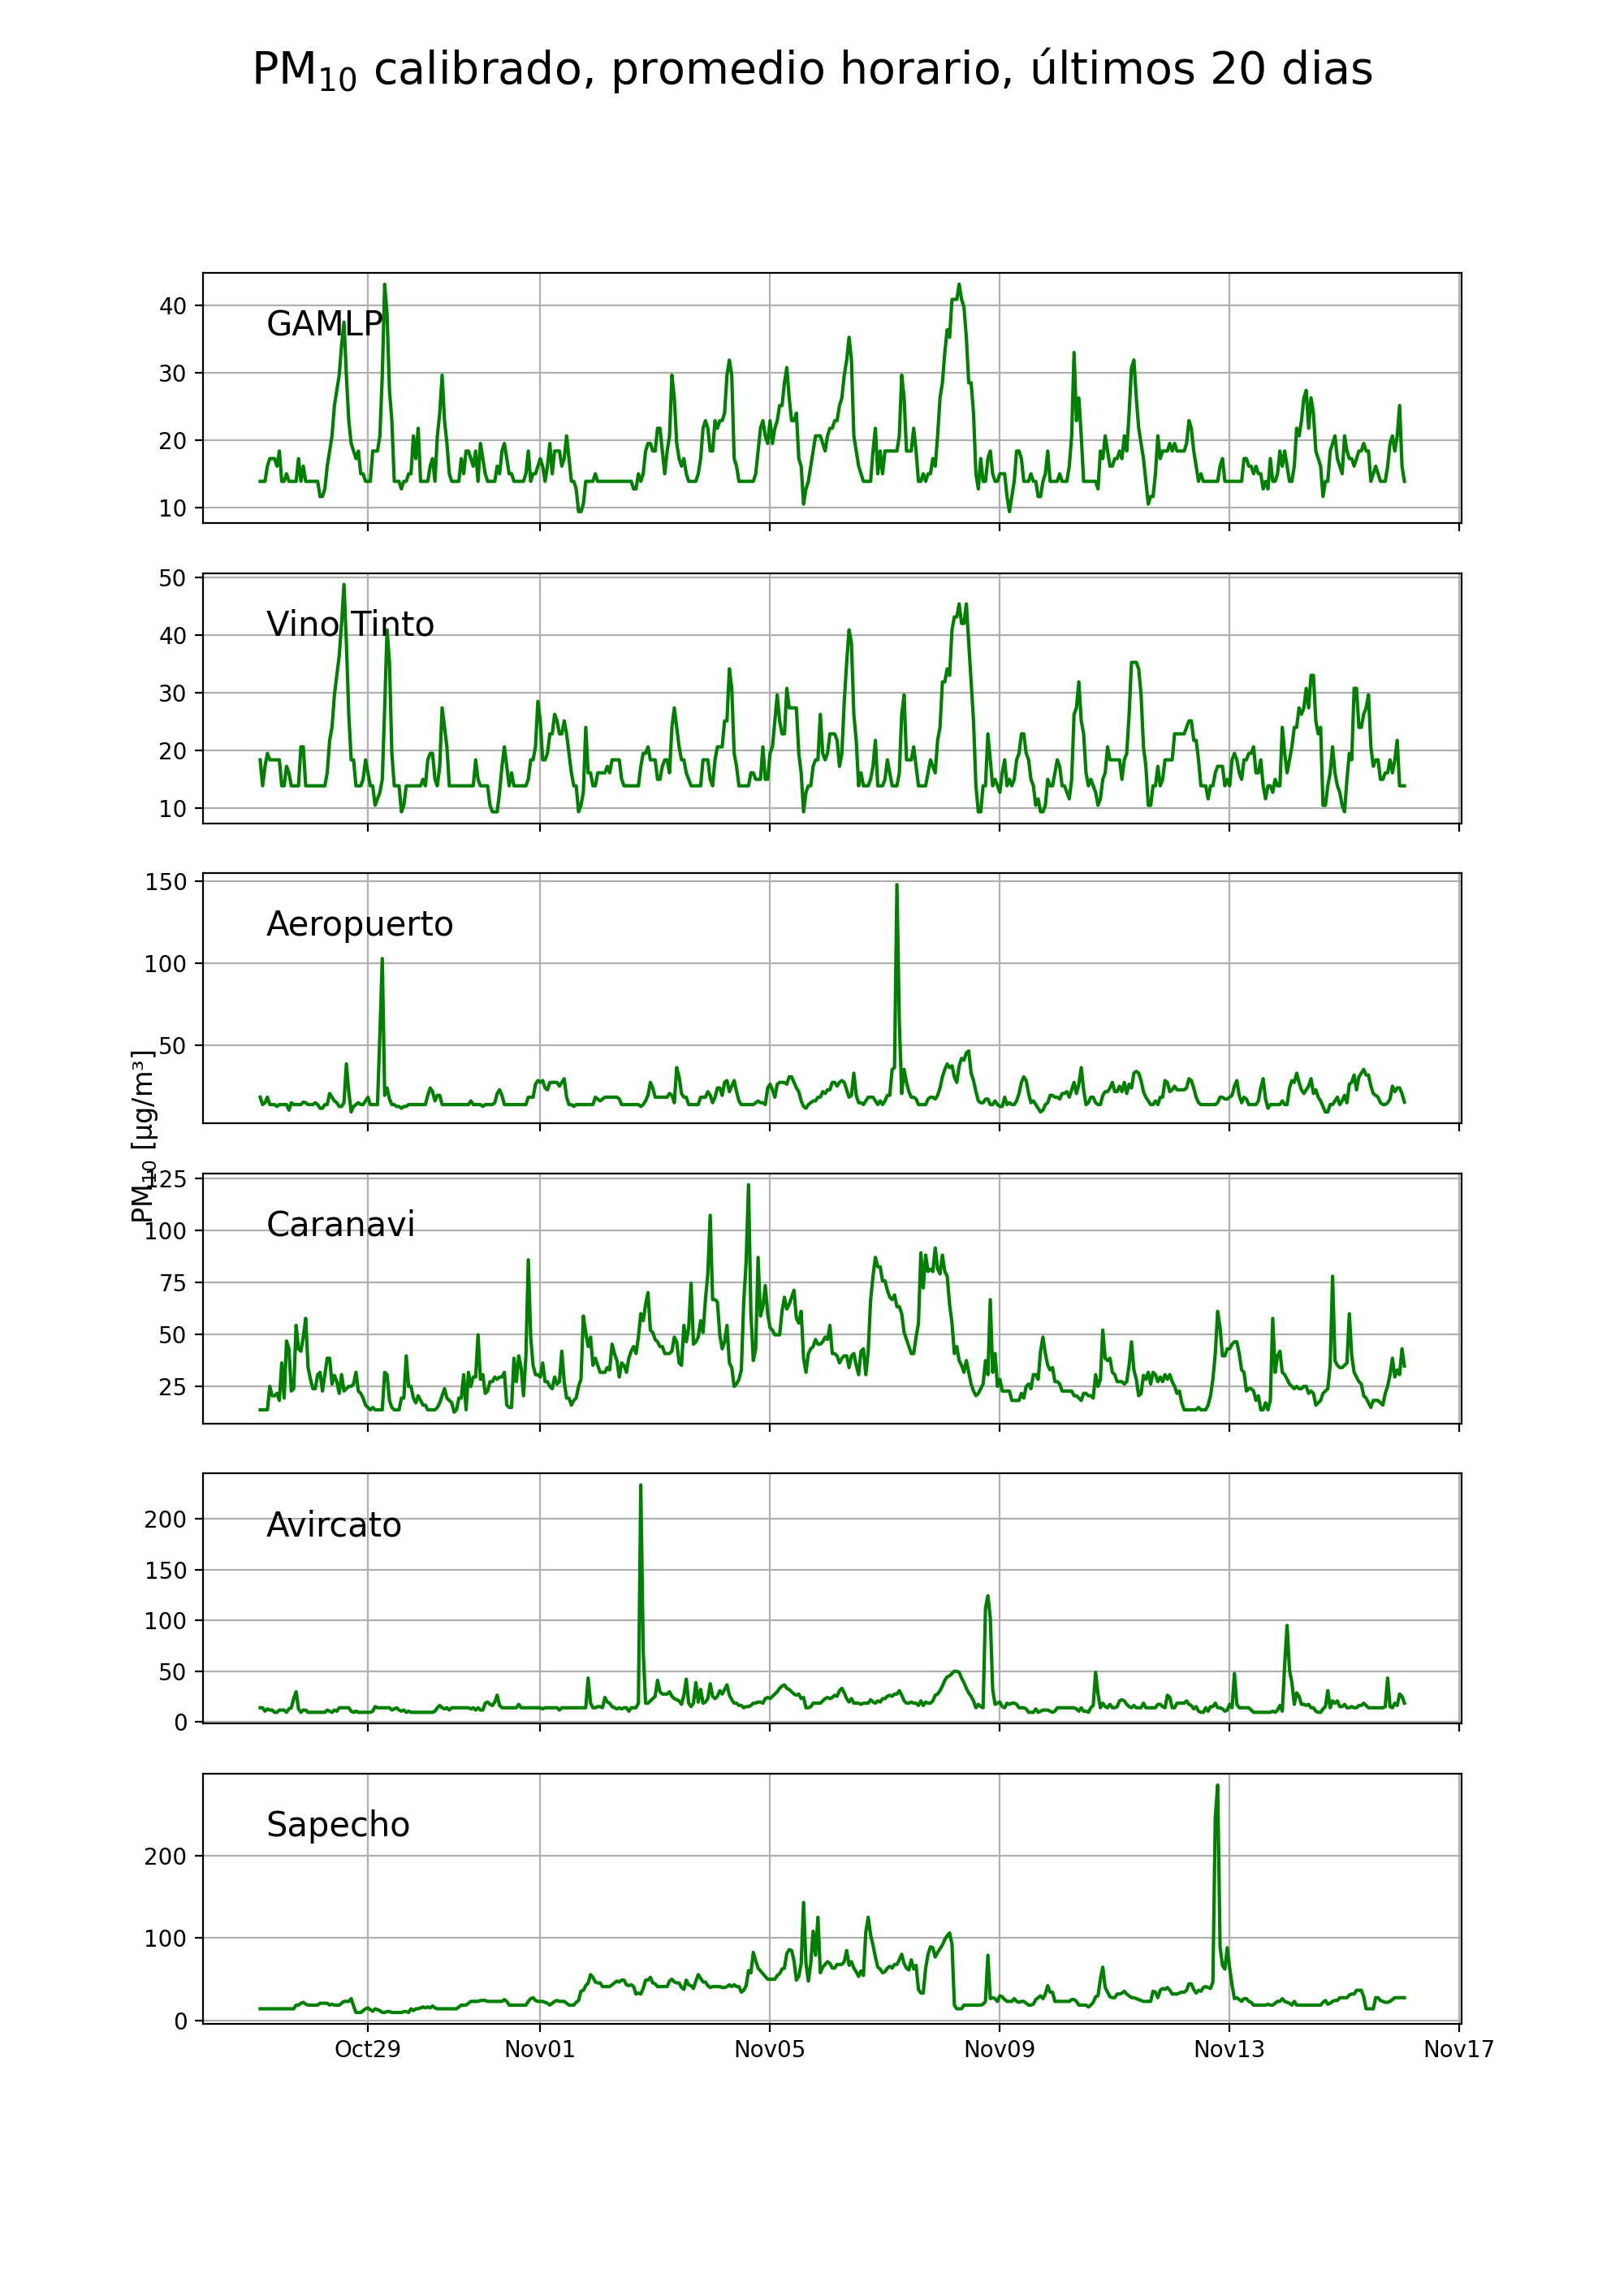 PM₁₀ calibrado, promedio horario, últimos 20 dias
GAMLP
40
30
20
10
Vino Tinto
50
40
30
20
10
Aeropuerto
150
100
50
PM₁₀ [µg/m³]
Caranavi
125
100
75
50
25
Avircato
200
150
100
50
0
Sapecho
200
100
0
Oct29 Nov01 Nov05 Nov09 Nov13 Nov17